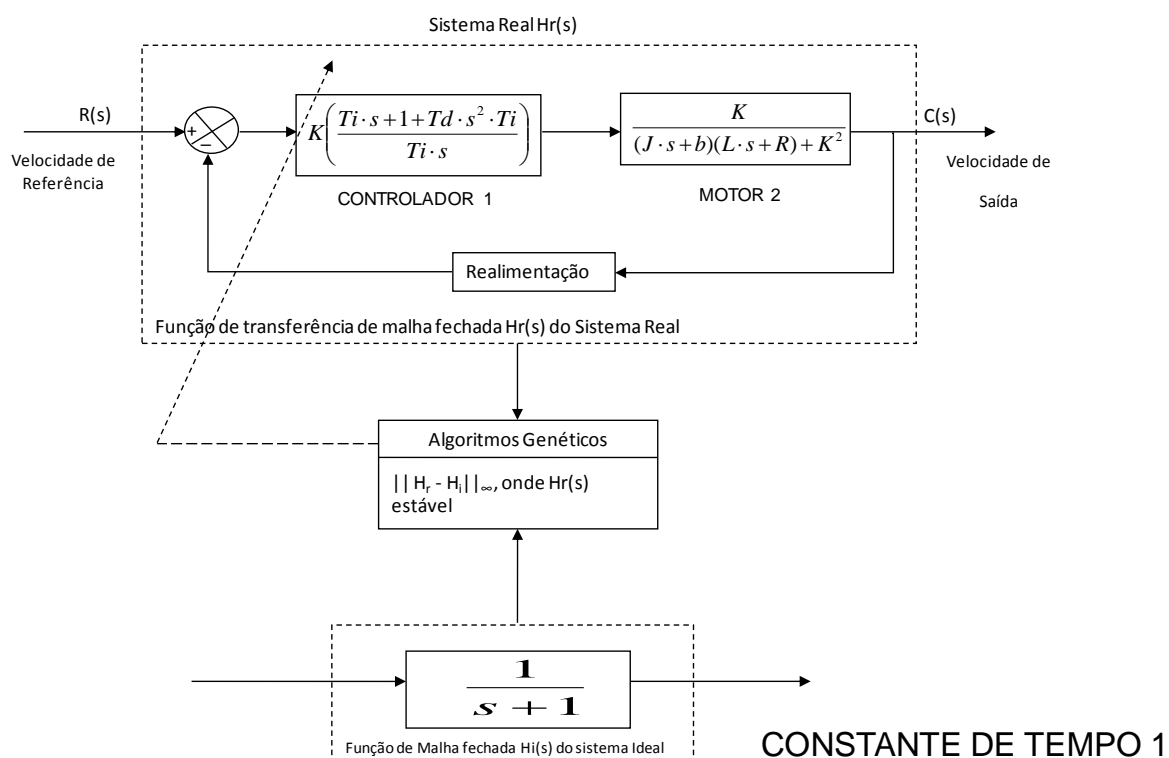 Sistema Real Hr(s)
R(s)
Velocidade de
Referência
+
−
K(Ti·s+1+Td·s²·Ti / Ti·s)
CONTROLADOR 1
K / (J·s+b)(L·s+R)+K²
MOTOR 2
C(s)
Velocidade de
Saída
Realimentação
Função de transferência de malha fechada Hr(s) do Sistema Real
Algoritmos Genéticos
|| Hᵣ - Hᵢ||∞, onde Hr(s)
estável
1
s + 1
Função de Malha fechada Hi(s) do sistema Ideal
CONSTANTE DE TEMPO 1